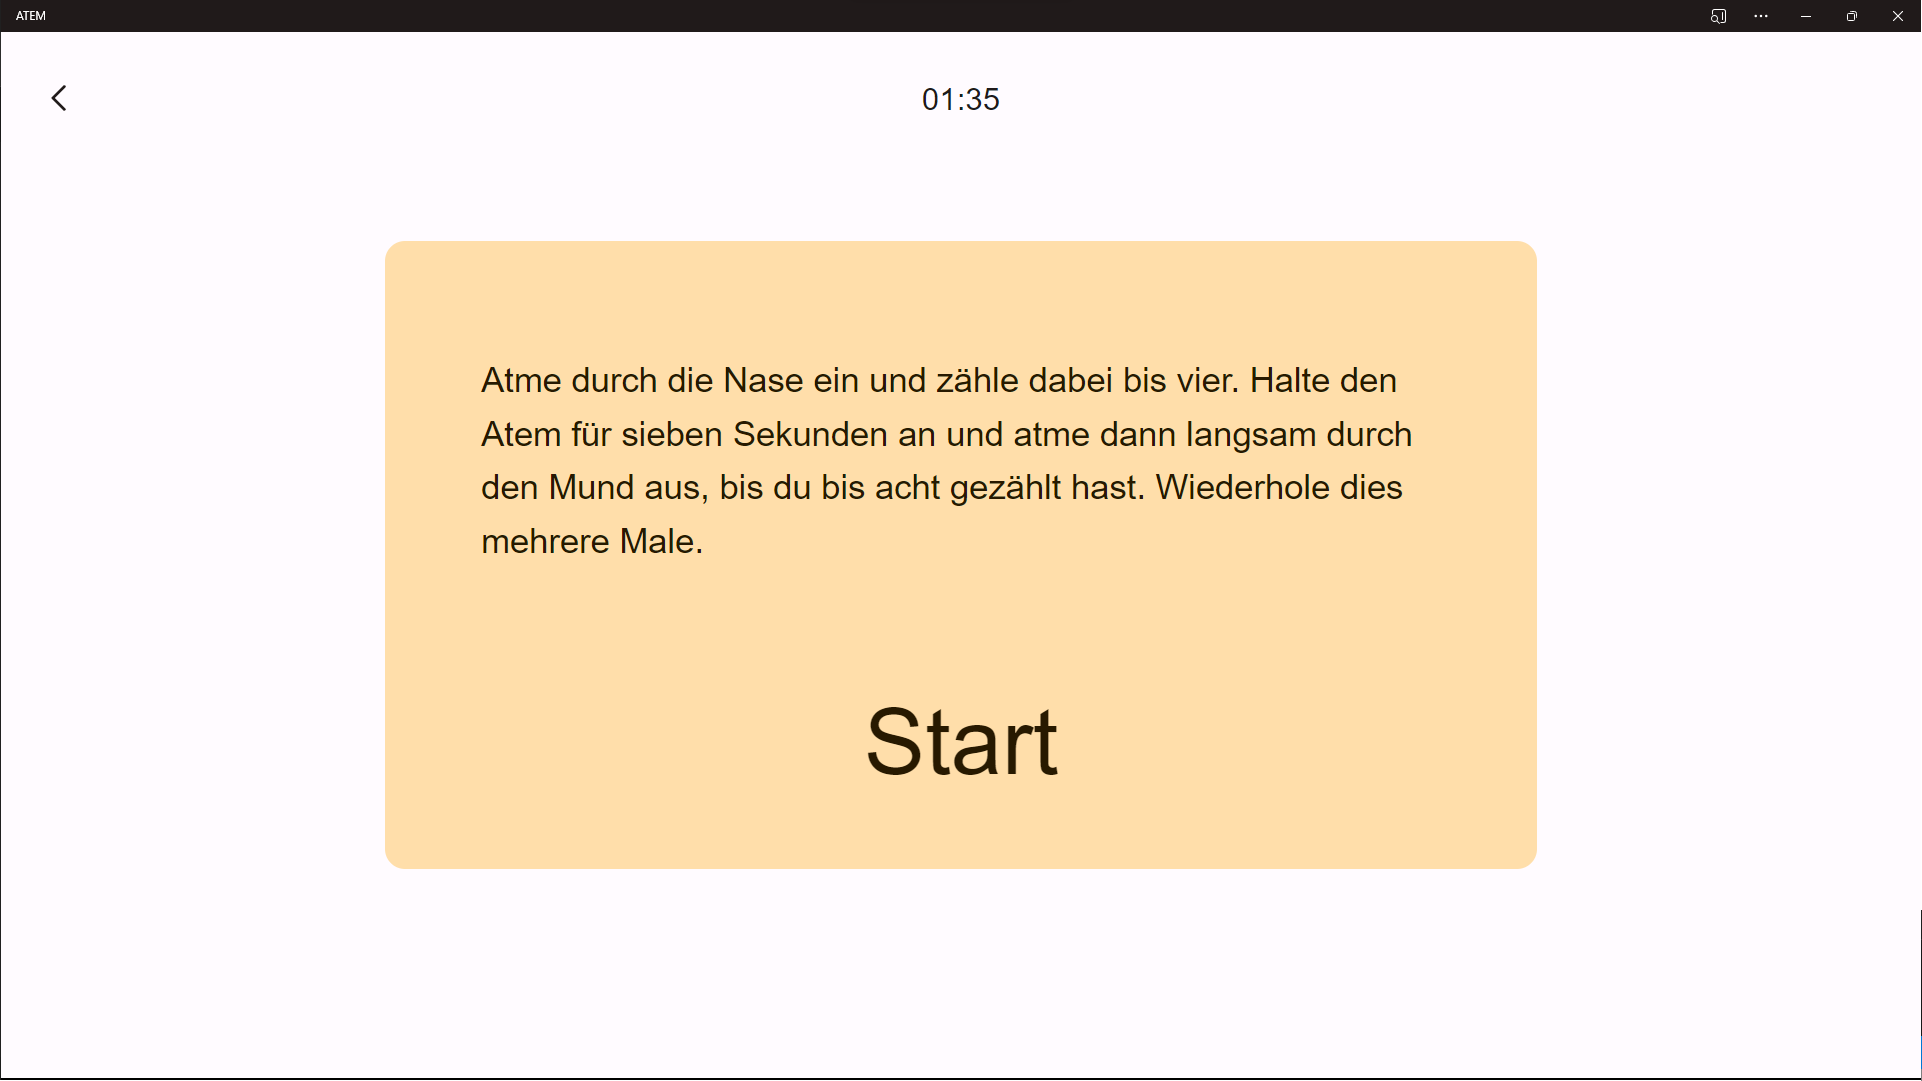 ATEM
01:35
Atme durch die Nase ein und zähle dabei bis vier. Halte den
Atem für sieben Sekunden an und atme dann langsam durch
den Mund aus, bis du bis acht gezählt hast. Wiederhole dies
mehrere Male.
Start